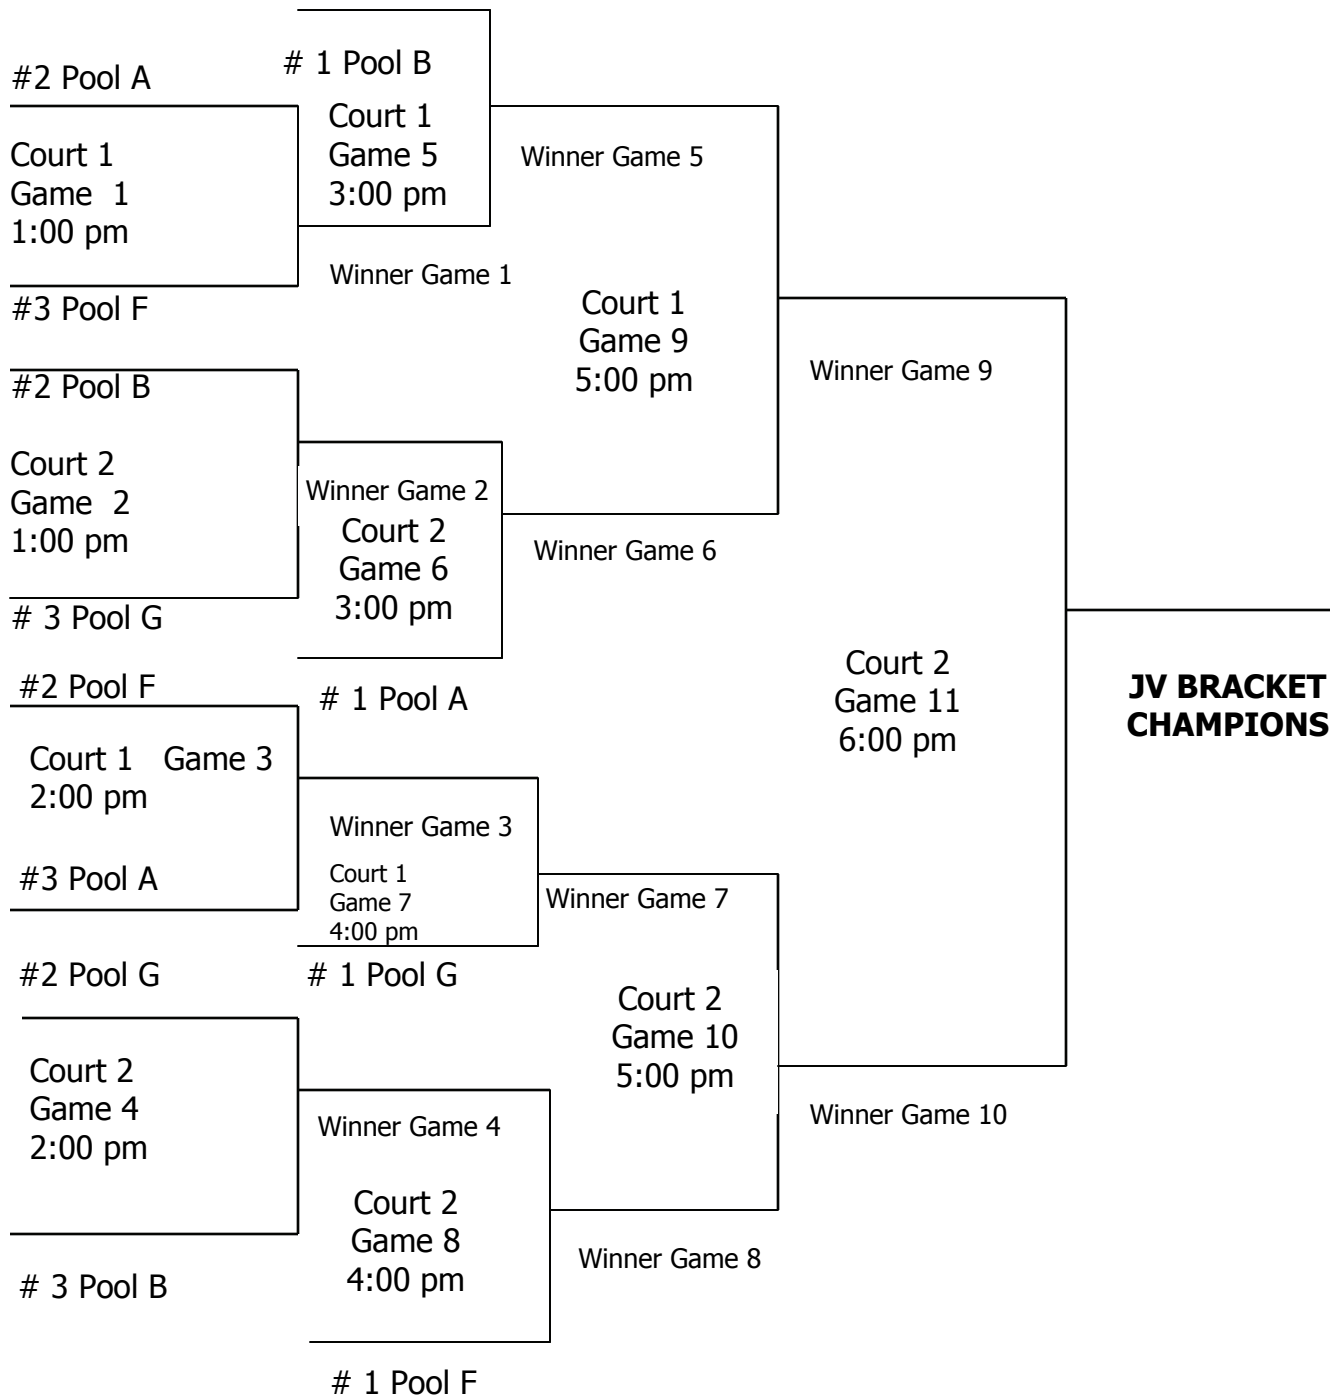 #2 Pool A
Court 1
Game 1
1:00 pm
#3 Pool F
#2 Pool B
Court 2
Game 2
1:00 pm
# 3 Pool G
#2 Pool F
Court 1 Game 3
2:00 pm
#3 Pool A
#2 Pool G
Court 2
Game 4
2:00 pm
# 3 Pool B
# 1 Pool B
Court 1
Game 5
3:00 pm
Winner Game 1
Winner Game 2
Court 2
Game 6
3:00 pm
# 1 Pool A
Winner Game 3
Court 1
Game 7
4:00 pm
# 1 Pool G
Winner Game 4
Court 2
Game 8
4:00 pm
# 1 Pool F
Winner Game 5
Court 1
Game 9
5:00 pm
Winner Game 6
Winner Game 7
Court 2
Game 10
5:00 pm
Winner Game 8
Winner Game 9
Court 2
Game 11
6:00 pm
Winner Game 10
JV BRACKET
CHAMPIONS